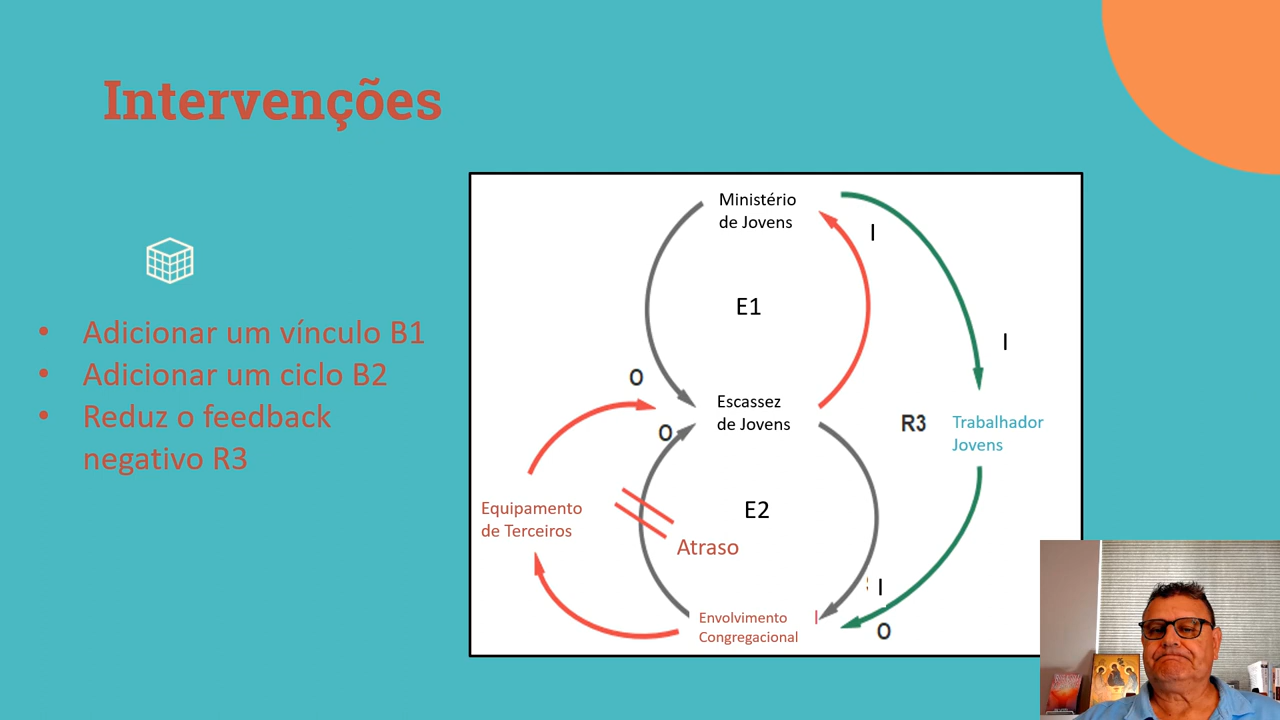 Intervenções
• Adicionar um vínculo B1
• Adicionar um ciclo B2
• Reduz o feedback
negativo R3
Ministério
de Jovens
I
E1
I
O
Escassez
de Jovens
O
R3
Trabalhador
Jovens
Equipamento
de Terceiros
E2
Atraso
I
Envolvimento
Congregacional
I
O